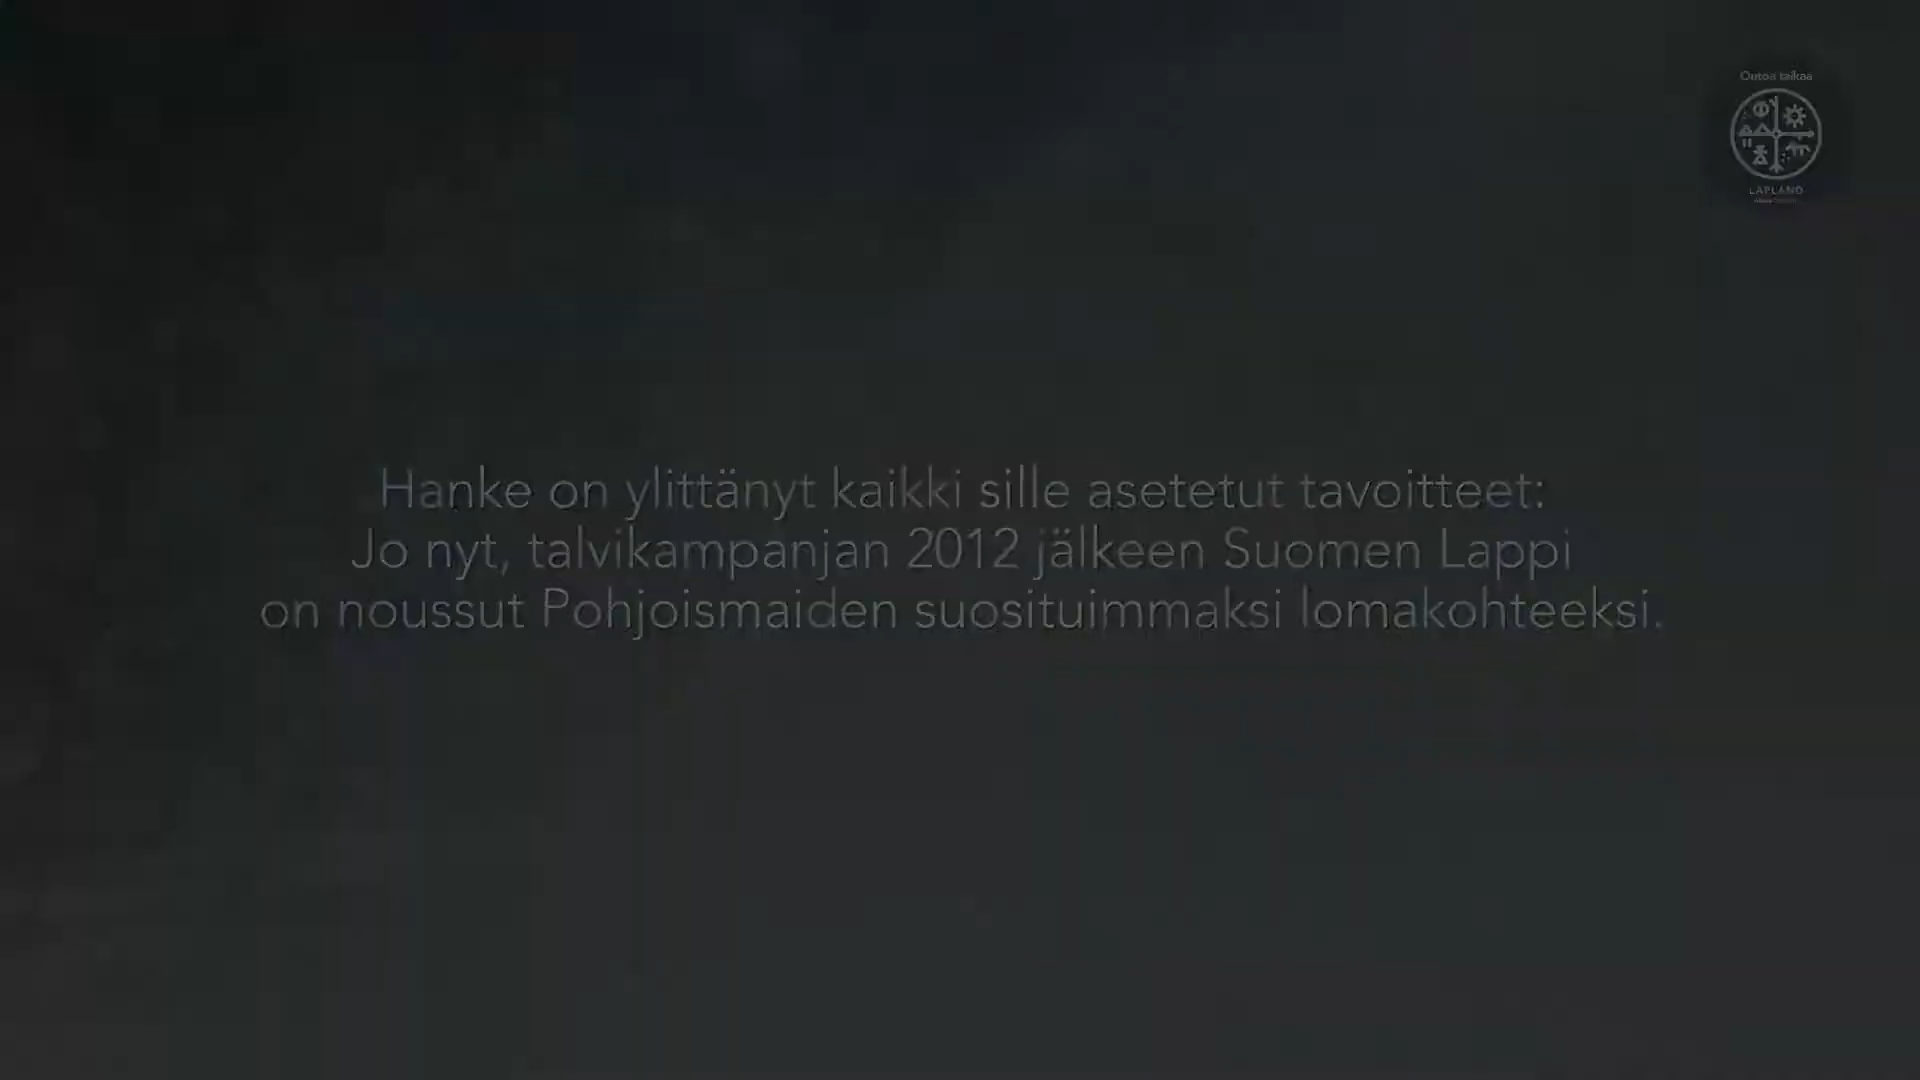 Outoa taikaa
LAPLAND
Hanke on ylittänyt kaikki sille asetetut tavoitteet:
Jo nyt, talvikampanjan 2012 jälkeen Suomen Lappi
on noussut Pohjoismaiden suosituimmaksi lomakohteeksi.